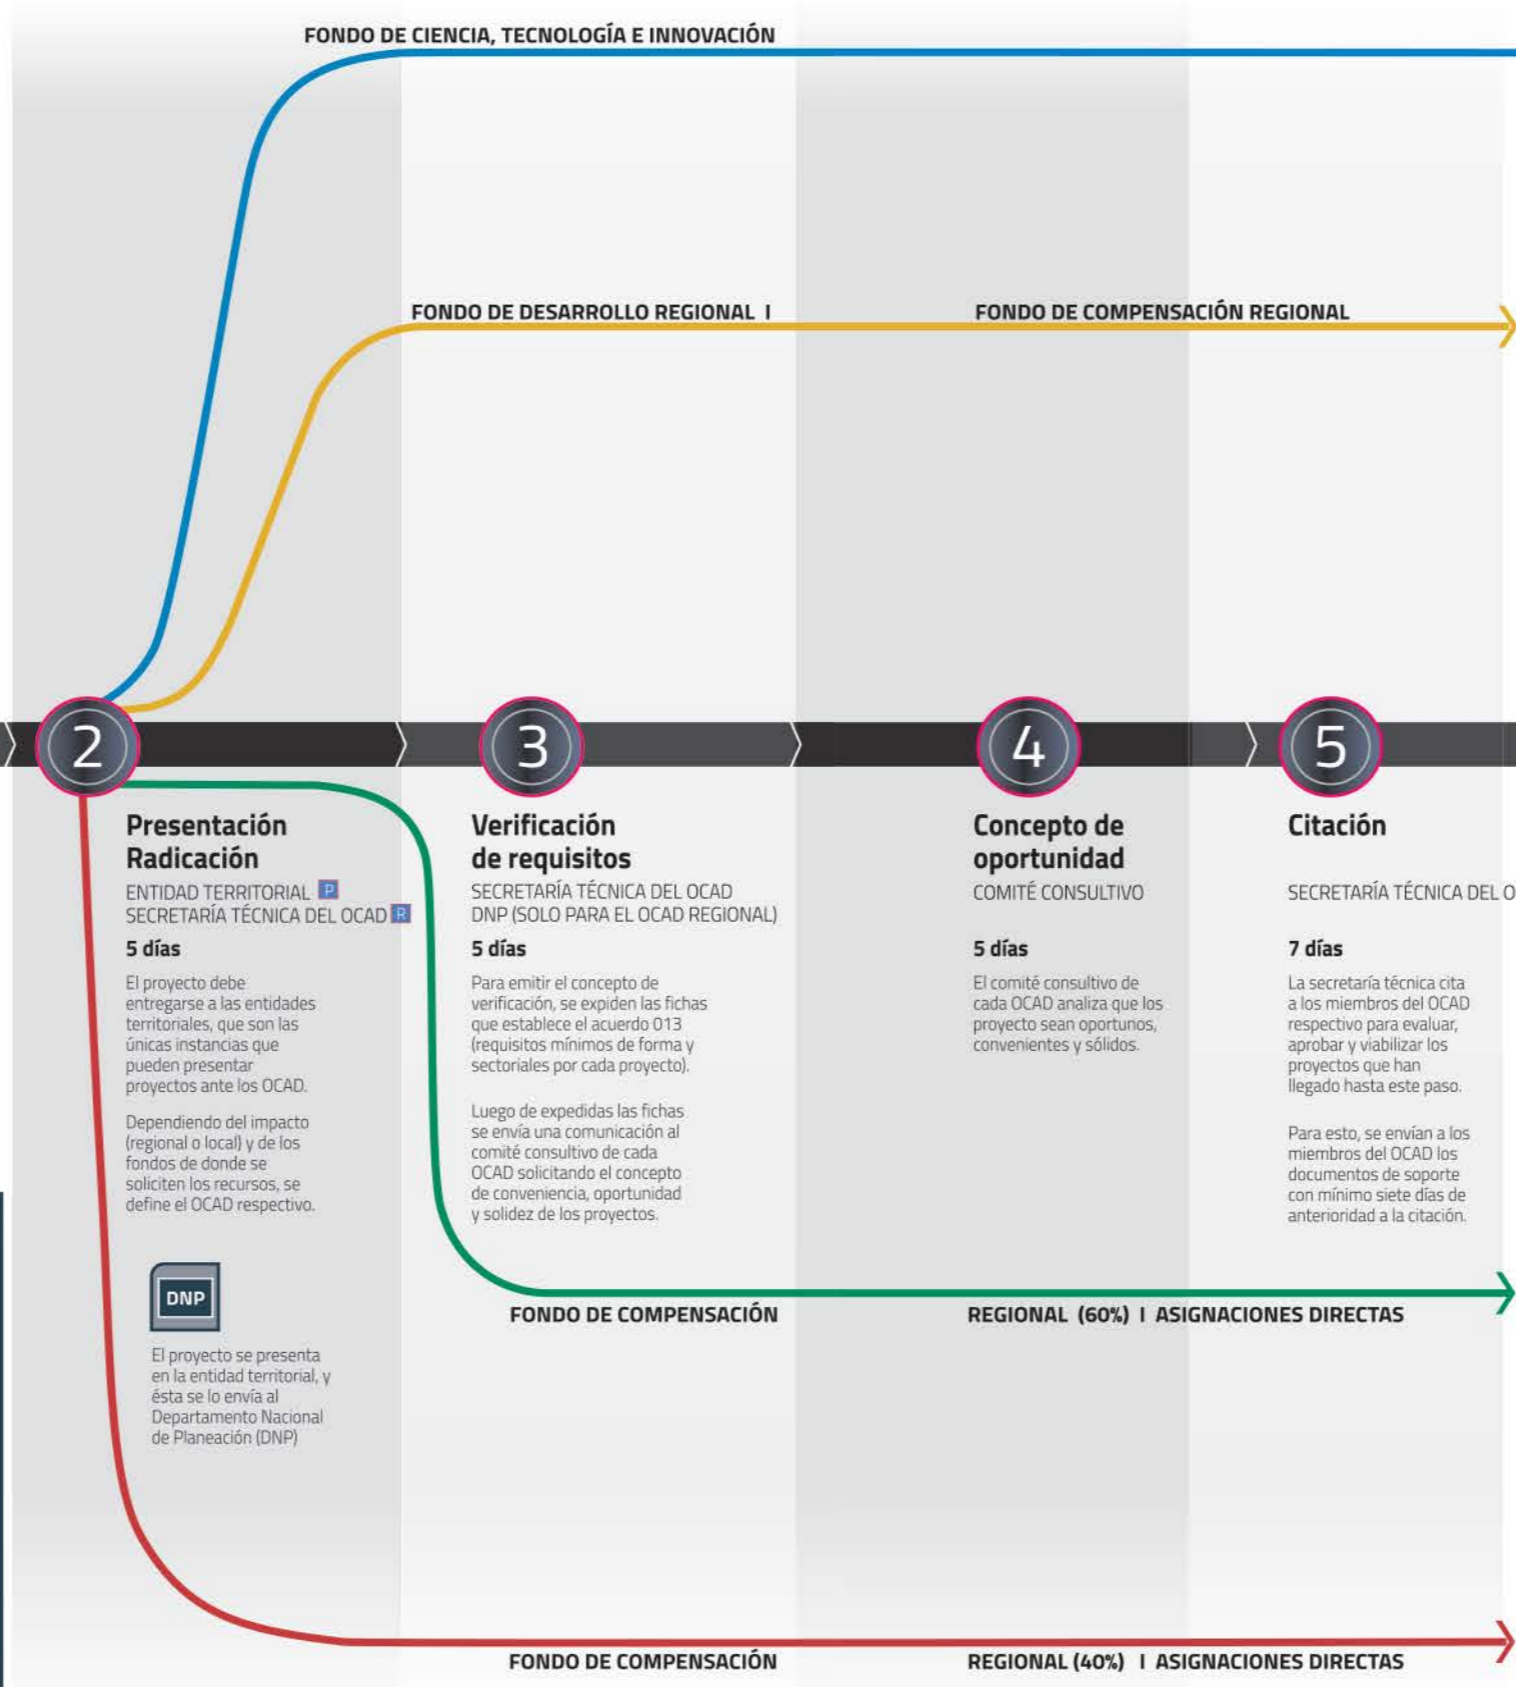 FONDO DE CIENCIA, TECNOLOGÍA E INNOVACIÓN
FONDO DE DESARROLLO REGIONAL I
FONDO DE COMPENSACIÓN REGIONAL
2
3
4
5
Presentación
Radicación
ENTIDAD TERRITORIAL P
SECRETARÍA TÉCNICA DEL OCAD R
5 días
El proyecto debe
entregarse a las entidades
territoriales, que son las
únicas instancias que
pueden presentar
proyectos ante los OCAD.
Dependiendo del impacto
(regional o local) y de los
fondos de donde se
soliciten los recursos, se
define el OCAD respectivo.
DNP
El proyecto se presenta
en la entidad territorial, y
ésta se lo envía al
Departamento Nacional
de Planeación (DNP)
Verificación
de requisitos
SECRETARÍA TÉCNICA DEL OCAD
DNP (SOLO PARA EL OCAD REGIONAL)
5 días
Para emitir el concepto de
verificación, se expiden las fichas
que establece el acuerdo 013
(requisitos mínimos de forma y
sectoriales por cada proyecto).
Luego de expedidas las fichas
se envía una comunicación al
comité consultivo de cada
OCAD solicitando el concepto
de conveniencia, oportunidad
y solidez de los proyectos.
Concepto de
oportunidad
COMITÉ CONSULTIVO
5 días
El comité consultivo de
cada OCAD analiza que los
proyecto sean oportunos,
convenientes y sólidos.
Citación
SECRETARÍA TÉCNICA DEL O
7 días
La secretaría técnica cita
a los miembros del OCAD
respectivo para evaluar,
aprobar y viabilizar los
proyectos que han
llegado hasta este paso.
Para esto, se envían a los
miembros del OCAD los
documentos de soporte
con mínimo siete días de
anterioridad a la citación.
FONDO DE COMPENSACIÓN
REGIONAL (60%) I ASIGNACIONES DIRECTAS
FONDO DE COMPENSACIÓN
REGIONAL (40%) I ASIGNACIONES DIRECTAS